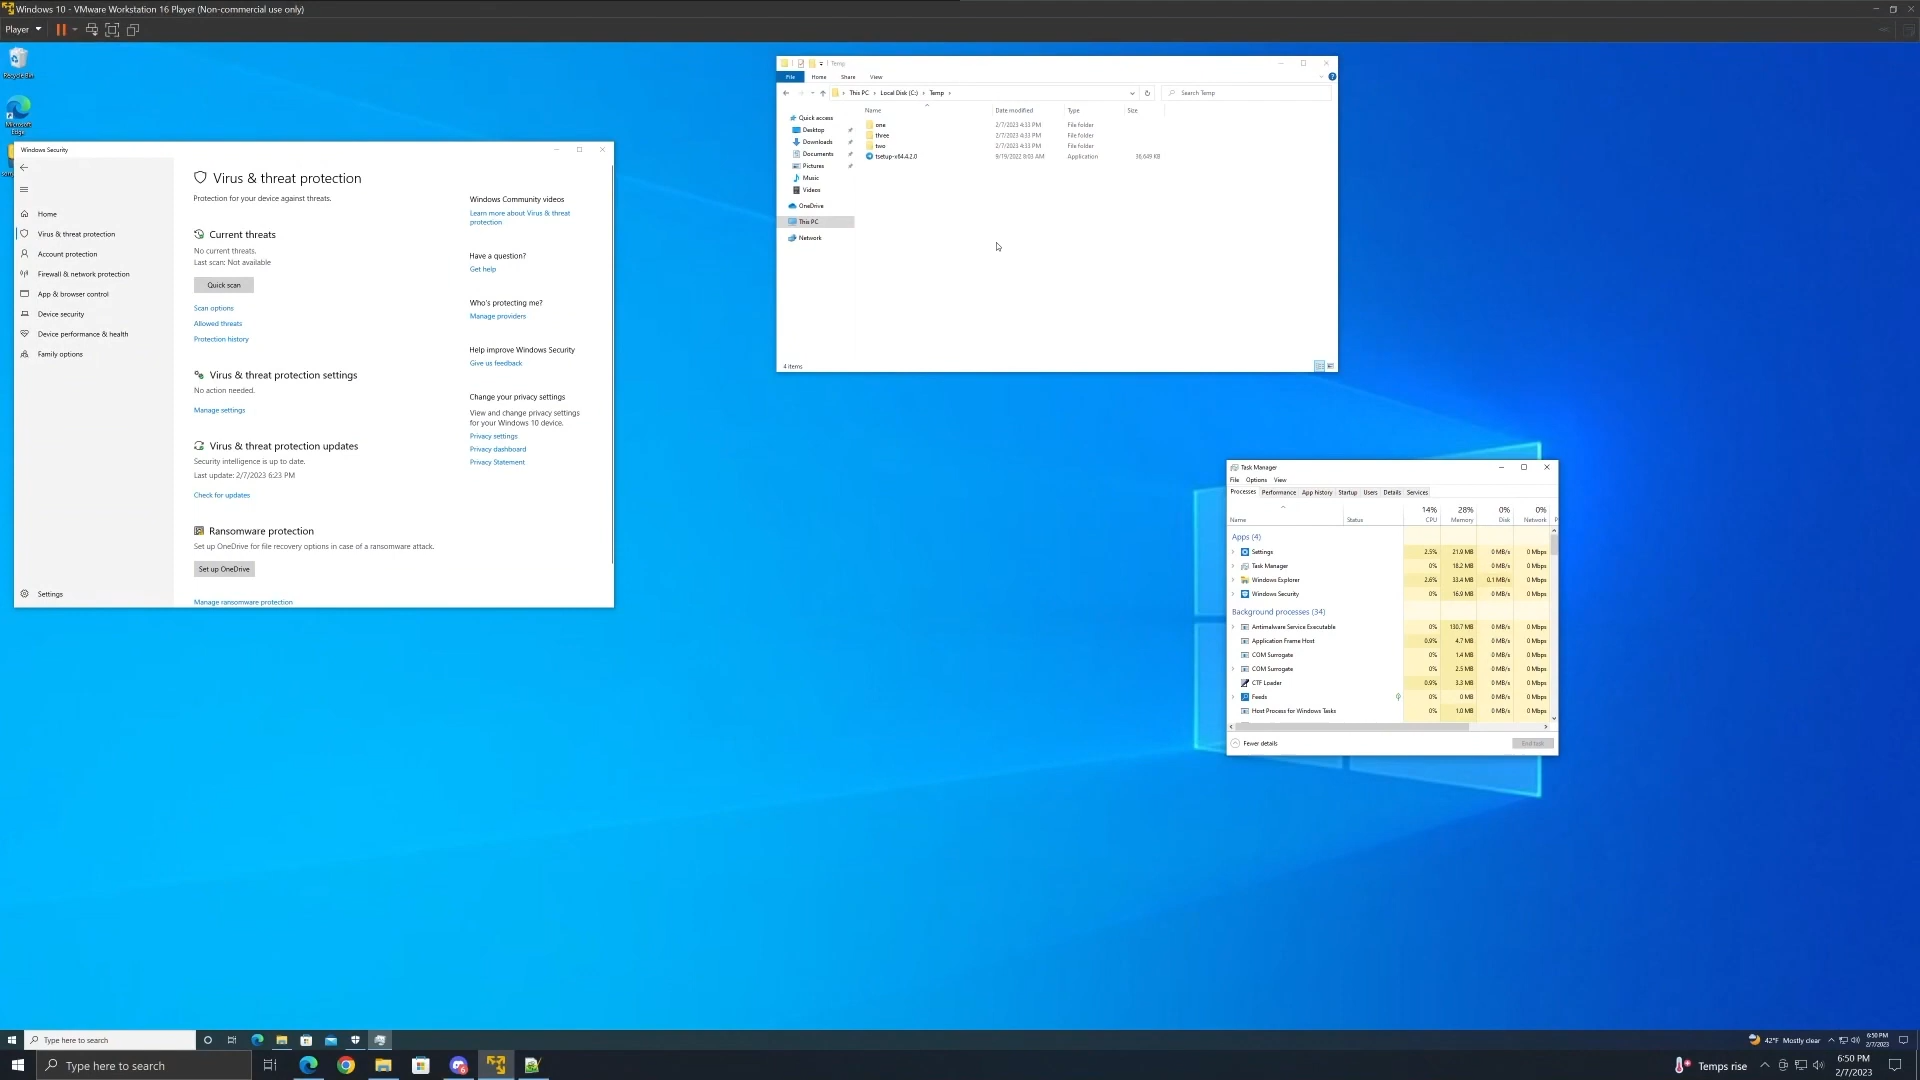 Windows 10 - VMware Workstation 16 Player (Non-commercial use only)
Player
Recycle Bin
Microsoft
Edge
Windows Security
Home
Virus & threat protection
Account protection
Firewall & network protection
App & browser control
Device security
Device performance & health
Family options
Settings
Virus & threat protection
Protection for your device against threats.
Current threats
No current threats.
Last scan: Not available
Quick scan
Scan options
Allowed threats
Protection history
Virus & threat protection settings
No action needed.
Manage settings
Virus & threat protection updates
Security intelligence is up to date.
Last update: 2/7/2023 6:23 PM
Check for updates
Ransomware protection
Set up OneDrive for file recovery options in case of a ransomware attack.
Set up OneDrive
Manage ransomware protection
Windows Community videos
Learn more about Virus & threat
protection
Have a question?
Get help
Who's protecting me?
Manage providers
Help improve Windows Security
Give us feedback
Change your privacy settings
View and change privacy settings
for your Windows 10 device.
Privacy settings
Privacy dashboard
Privacy Statement
Temp
File Home Share View
This PC > Local Disk (C:) > Temp >
Search Temp
Quick access
Desktop
Downloads
Documents
Pictures
Music
Videos
OneDrive
This PC
Network
Name Date modified Type Size
one 2/7/2023 4:33 PM File folder
three 2/7/2023 4:33 PM File folder
two 2/7/2023 4:33 PM File folder
tsetup-x64.4.2.0 9/19/2022 8:03 AM Application 36,649 KB
4 items
Task Manager
File Options View
Processes Performance App history Startup Users Details Services
14% 28% 0% 0%
Name Status CPU Memory Disk Network P
Apps (4)
Settings 2.5% 21.9 MB 0 MB/s 0 Mbps
Task Manager 0% 18.2 MB 0 MB/s 0 Mbps
Windows Explorer 2.6% 33.4 MB 0.1 MB/s 0 Mbps
Windows Security 0% 16.9 MB 0 MB/s 0 Mbps
Background processes (34)
Antimalware Service Executable 0% 130.7 MB 0 MB/s 0 Mbps
Application Frame Host 0.9% 4.7 MB 0 MB/s 0 Mbps
COM Surrogate 0% 1.4 MB 0 MB/s 0 Mbps
COM Surrogate 0% 2.5 MB 0 MB/s 0 Mbps
CTF Loader 0.9% 3.3 MB 0 MB/s 0 Mbps
Feeds 0% 0 MB 0 MB/s 0 Mbps
Host Process for Windows Tasks 0% 1.0 MB 0 MB/s 0 Mbps
Fewer details
End task
Type here to search
42°F Mostly clear
6:50 PM
2/7/2023
Type here to search
Temps rise
6:50 PM
2/7/2023